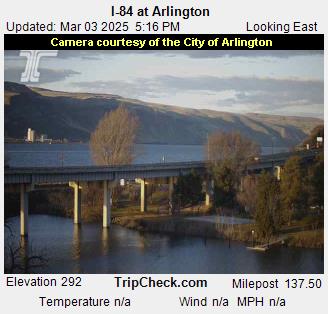 I-84 at Arlington
Updated: Mar 03 2025 5:16 PM Looking East
Camera courtesy of the City of Arlington
Elevation 292 TripCheck.com Milepost 137.50
Temperature n/a Wind n/a MPH n/a